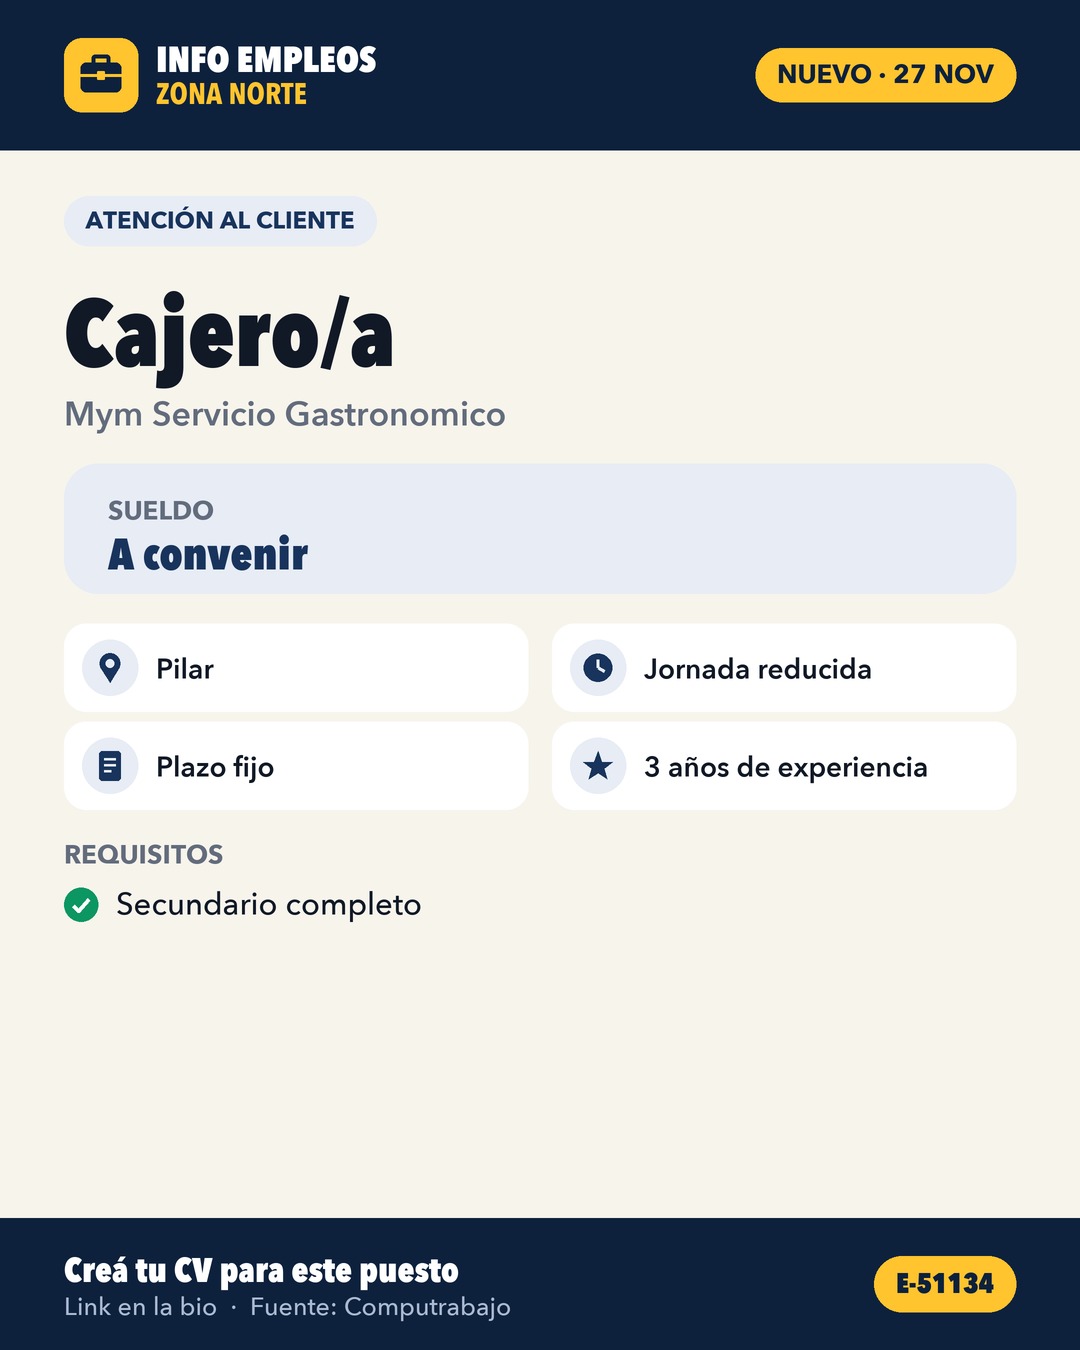 INFO EMPLEOS
ZONA NORTE
NUEVO · 27 NOV
ATENCIÓN AL CLIENTE
Cajero/a
Mym Servicio Gastronomico
SUELDO
A convenir
Pilar
Jornada reducida
Plazo fijo
3 años de experiencia
REQUISITOS
Secundario completo
Creá tu CV para este puesto
Link en la bio · Fuente: Computrabajo
E-51134